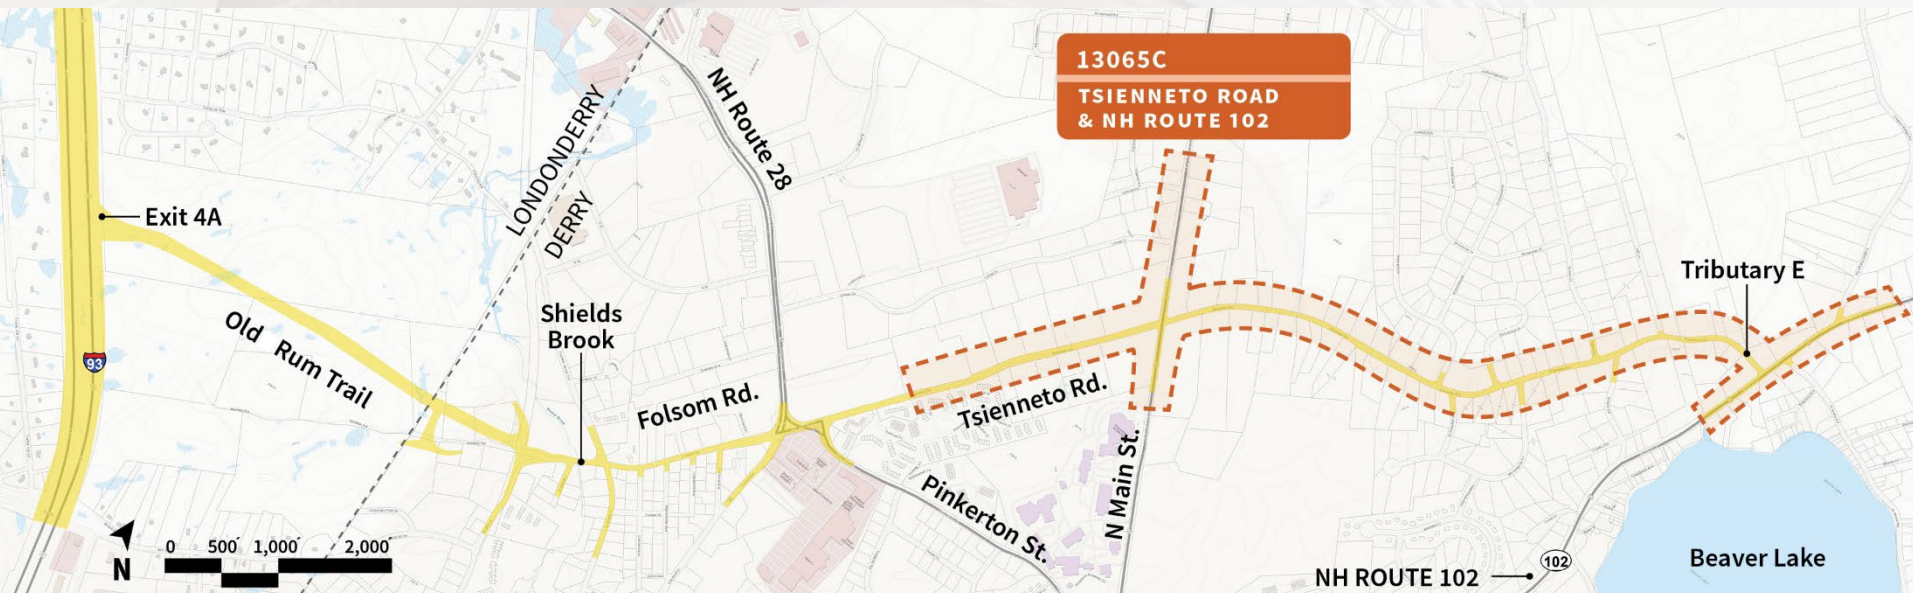 13065C
TSIENNETO ROAD
& NH ROUTE 102
NH Route 28
LONDONDERRY
DERRY
Exit 4A
Tributary E
Shields
Brook
Old Rum Trail
93
Folsom Rd.
Tsienneto Rd.
N Main St.
Pinkerton St.
N
0 500′ 1,000′ 2,000′
NH ROUTE 102
102
Beaver Lake